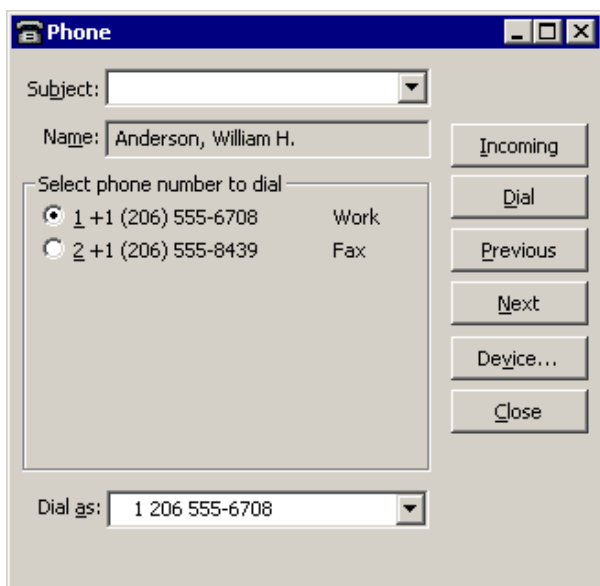 Phone
Subject:
Name: Anderson, William H.
Select phone number to dial
1 +1 (206) 555-6708 Work
2 +1 (206) 555-8439 Fax
Dial as: 1 206 555-6708
Incoming
Dial
Previous
Next
Device...
Close